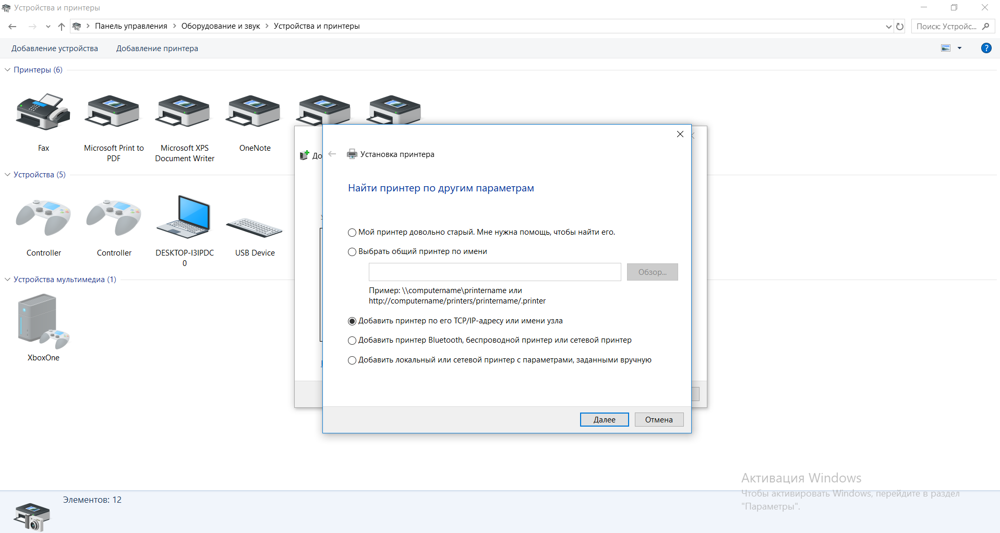 Устройства и принтеры
Панель управления
Оборудование и звук
Устройства и принтеры
Поиск: Устройс...
Добавление устройства
Добавление принтера
?
Принтеры (6)
Fax
Microsoft Print to
PDF
Microsoft XPS
Document Writer
OneNote
Устройства (5)
Controller
Controller
DESKTOP-I3IPDC
0
USB Device
Устройства мультимедиа (1)
XboxOne
До
Установка принтера
Найти принтер по другим параметрам
Мой принтер довольно старый. Мне нужна помощь, чтобы найти его.
Выбрать общий принтер по имени
Обзор...
Пример: \\computername\printername или
http://computername/printers/printername/.printer
Добавить принтер по его TCP/IP-адресу или имени узла
Добавить принтер Bluetooth, беспроводной принтер или сетевой принтер
Добавить локальный или сетевой принтер с параметрами, заданными вручную
Далее
Отмена
Активация Windows
Чтобы активировать Windows, перейдите в раздел
"Параметры".
Элементов: 12